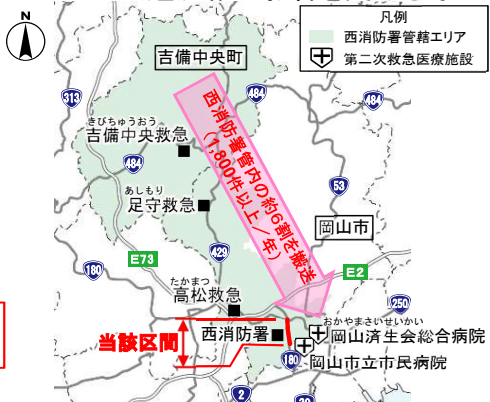 N
凡例
西消防署管轄エリア
第二次救急医療施設
吉備中央町
313
484
484
きびちゅうおう
吉備中央救急
西消防署管内の約6割を搬送
（1,800件以上／年）
484
53
あしもり
足守救急
岡山市
429
E73
E2
180
たかまつ
高松救急
250
おかやまさいせいかい
岡山済生会総合病院
西消防署
当該区間
180
岡山市立市民病院
2